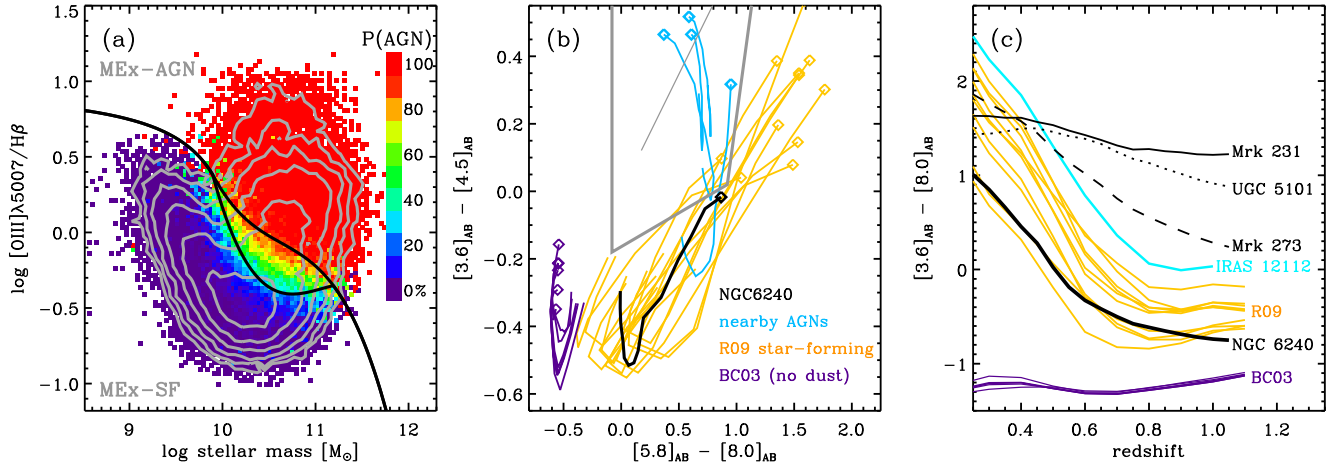 (a)
P(AGN)
MEx-AGN
MEx-SF
100
80
60
40
20
0%
1.5
1.0
0.5
0.0
-0.5
-1.0
log [OIII]λ5007/Hβ
9
10
11
12
log stellar mass [M⊙]
(b)
0.4
0.2
0.0
-0.2
-0.4
-0.6
[3.6]AB - [4.5]AB
NGC6240
nearby AGNs
R09 star-forming
BC03 (no dust)
-0.5
0.0
0.5
1.0
1.5
2.0
[5.8]AB - [8.0]AB
(c)
2
1
0
-1
[3.6]AB - [8.0]AB
Mrk 231
UGC 5101
Mrk 273
IRAS 12112
R09
NGC 6240
BC03
0.4
0.6
0.8
1.0
1.2
redshift